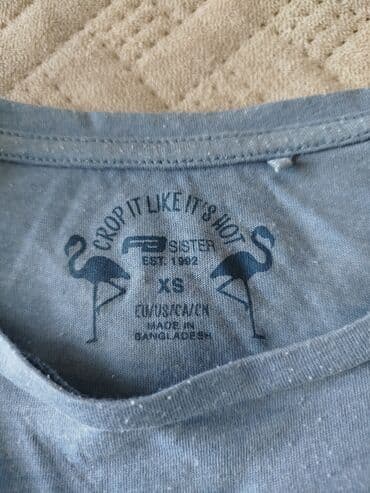 CROP IT LIKE IT'S HOT
FB SISTER
EST. 1992
XS
EU/US/CA/CN
MADE IN
BANGLADESH